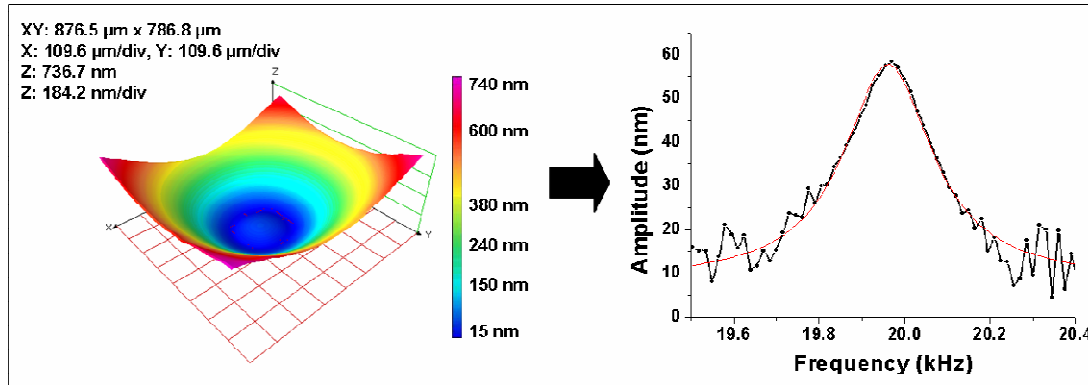 XY: 876.5 µm x 786.8 µm
X: 109.6 µm/div, Y: 109.6 µm/div
Z: 736.7 nm
Z: 184.2 nm/div
Z
X
Y
740 nm
600 nm
380 nm
240 nm
150 nm
15 nm
Amplitude (nm)
60
50
40
30
20
10
0
19.6
19.8
20.0
20.2
20.4
Frequency (kHz)